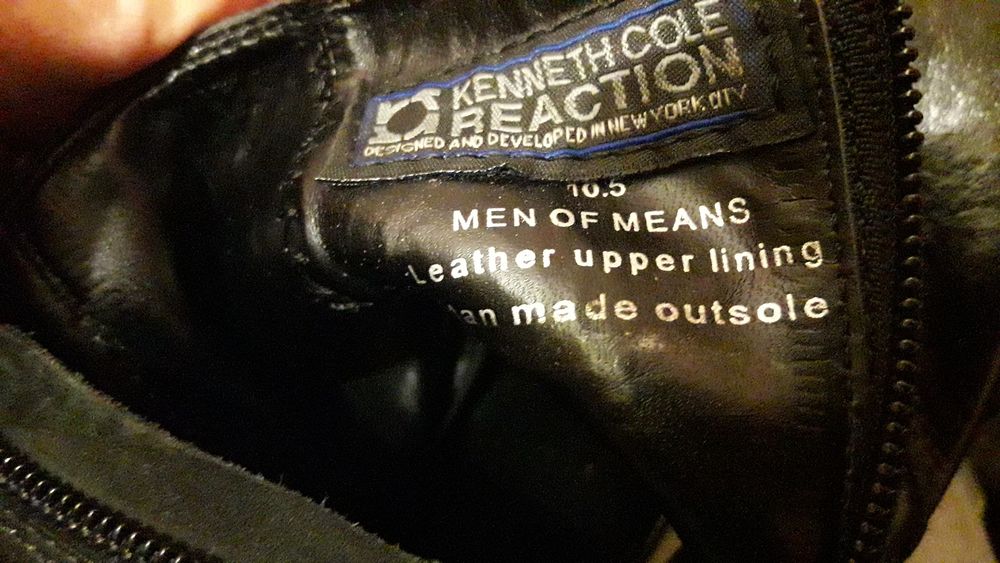 KENNETH COLE
REACTION
DESIGNED AND DEVELOPED IN NEW YORK CITY
10.5
MEN OF MEANS
Leather upper lining
made outsole